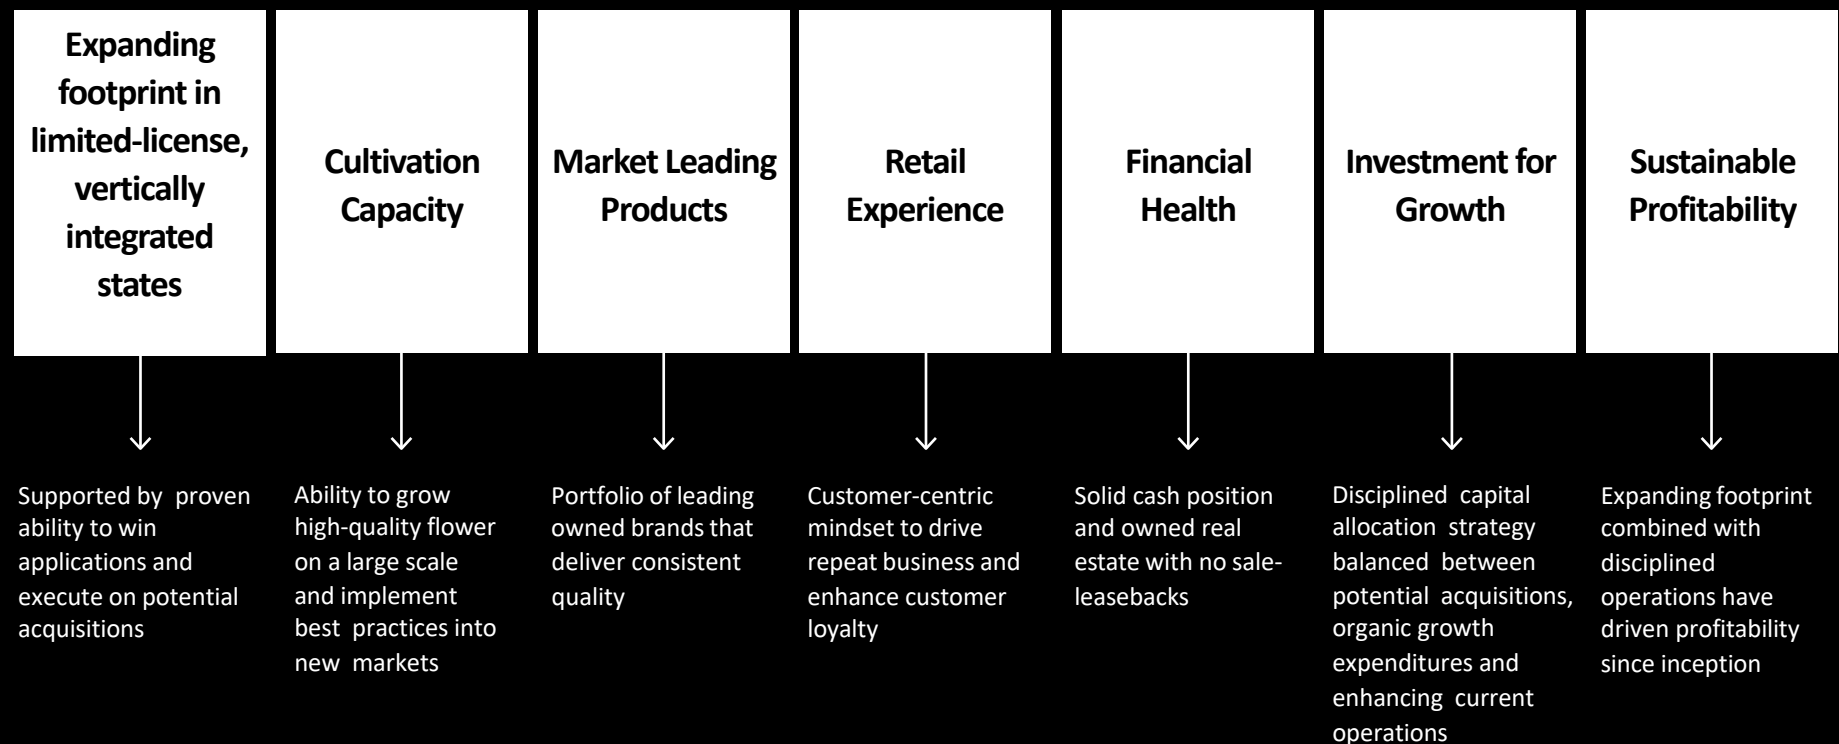 Expanding
footprint in
limited-license,
vertically
integrated
states
Cultivation
Capacity
Market Leading
Products
Retail
Experience
Financial
Health
Investment for
Growth
Sustainable
Profitability
Supported by proven
ability to win
applications and
execute on potential
acquisitions
Ability to grow
high-quality flower
on a large scale
and implement
best practices into
new markets
Portfolio of leading
owned brands that
deliver consistent
quality
Customer-centric
mindset to drive
repeat business and
enhance customer
loyalty
Solid cash position
and owned real
estate with no sale-
leasebacks
Disciplined capital
allocation strategy
balanced between
potential acquisitions,
organic growth
expenditures and
enhancing current
operations
Expanding footprint
combined with
disciplined
operations have
driven profitability
since inception